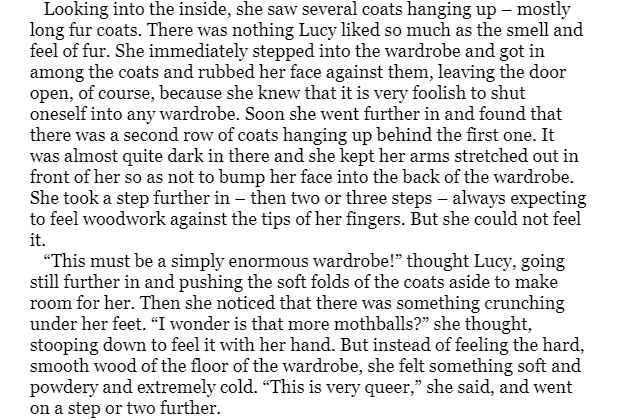 Looking into the inside, she saw several coats hanging up – mostly
long fur coats. There was nothing Lucy liked so much as the smell and
feel of fur. She immediately stepped into the wardrobe and got in
among the coats and rubbed her face against them, leaving the door
open, of course, because she knew that it is very foolish to shut
oneself into any wardrobe. Soon she went further in and found that
there was a second row of coats hanging up behind the first one. It
was almost quite dark in there and she kept her arms stretched out in
front of her so as not to bump her face into the back of the wardrobe.
She took a step further in – then two or three steps – always expecting
to feel woodwork against the tips of her fingers. But she could not feel
it.
“This must be a simply enormous wardrobe!” thought Lucy, going
still further in and pushing the soft folds of the coats aside to make
room for her. Then she noticed that there was something crunching
under her feet. “I wonder is that more mothballs?” she thought,
stooping down to feel it with her hand. But instead of feeling the hard,
smooth wood of the floor of the wardrobe, she felt something soft and
powdery and extremely cold. “This is very queer,” she said, and went
on a step or two further.